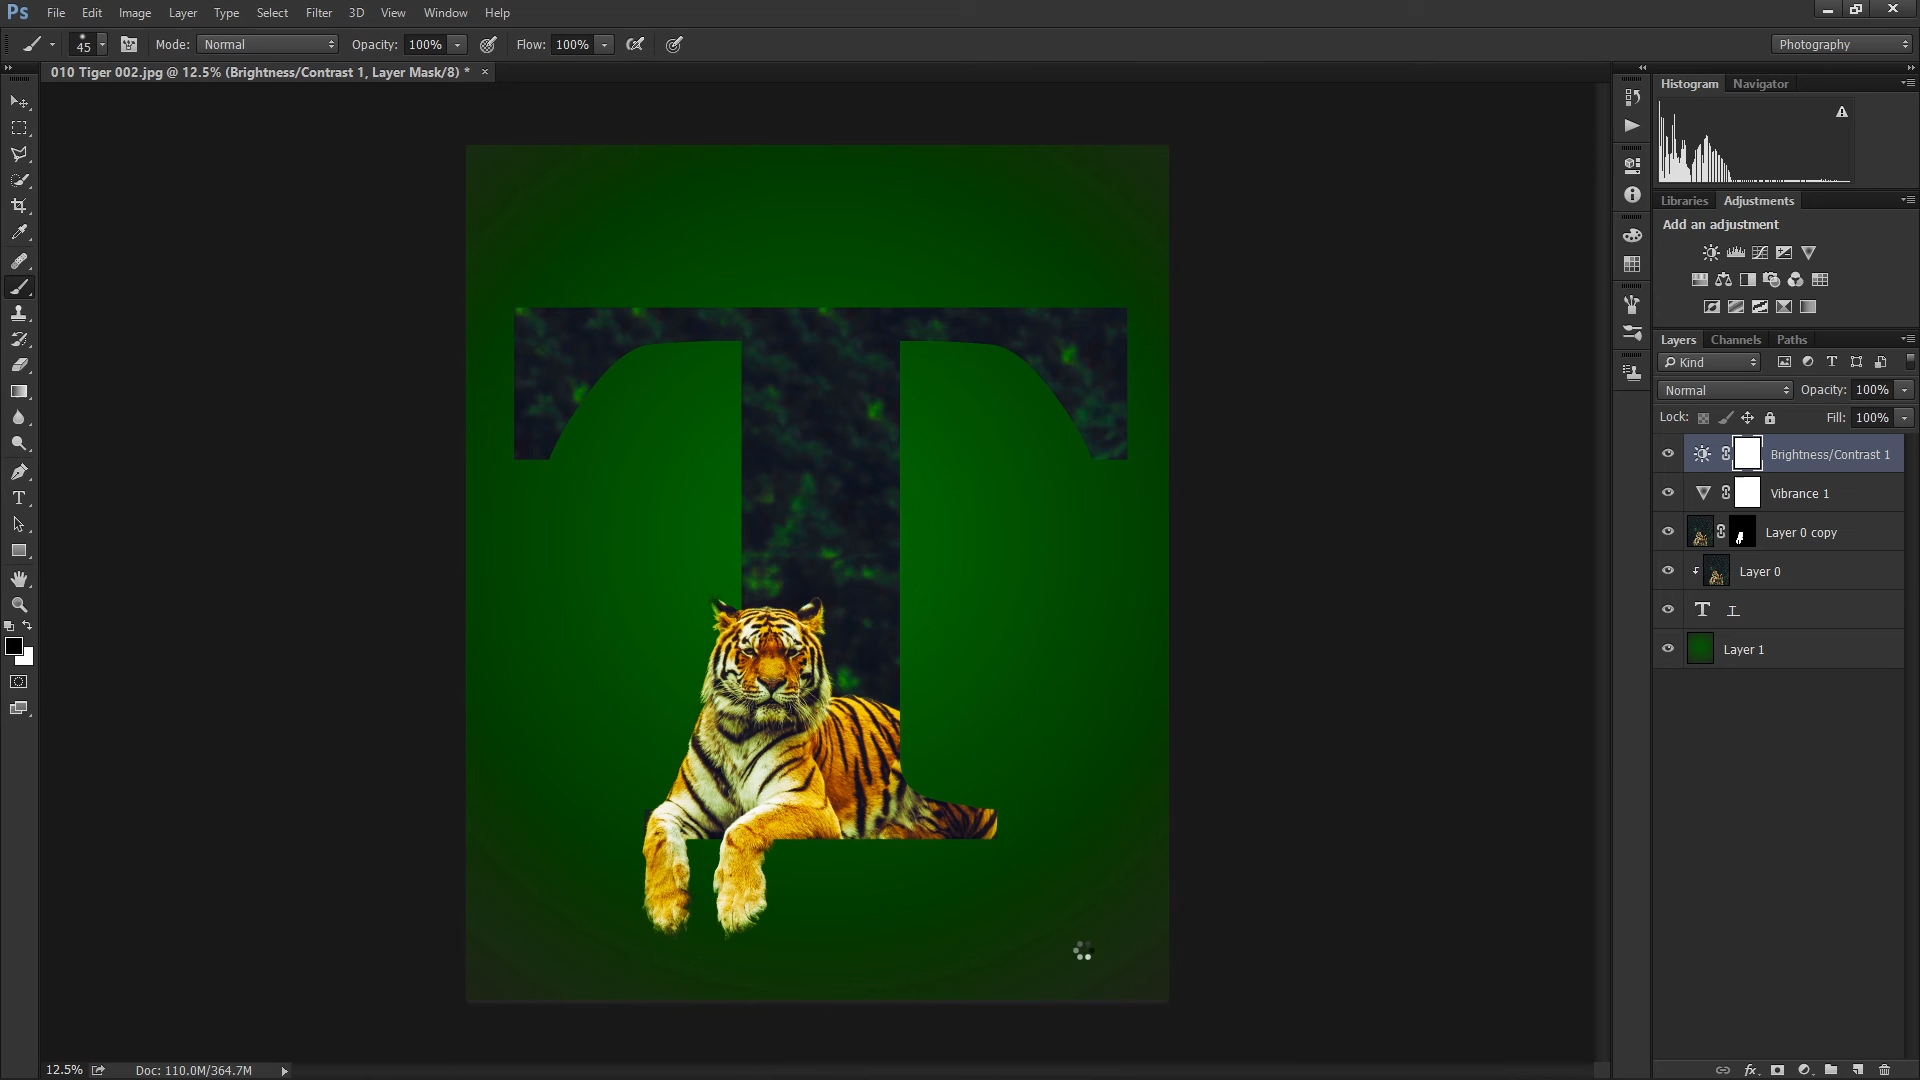 Ps File Edit Image Layer Type Select Filter 3D View Window Help
45 Mode: Normal Opacity: 100% Flow: 100% Photography
010 Tiger 002.jpg @ 12.5% (Brightness/Contrast 1, Layer Mask/8) * ×
Histogram Navigator
Libraries Adjustments
Add an adjustment
Layers Channels Paths
Kind
Normal Opacity: 100%
Lock: Fill: 100%
Brightness/Contrast 1
Vibrance 1
Layer 0 copy
Layer 0
T T
Layer 1
T
12.5% Doc: 110.0M/364.7M
fx